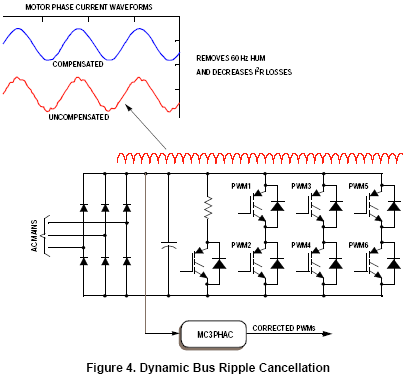 MOTOR PHASE CURRENT WAVEFORMS
COMPENSATED
UNCOMPENSATED
REMOVES 60 Hz HUM
AND DECREASES I²R LOSSES
AC MAINS
PWM1
PWM3
PWM5
PWM2
PWM4
PWM6
MC3PHAC
CORRECTED PWMs
Figure 4. Dynamic Bus Ripple Cancellation